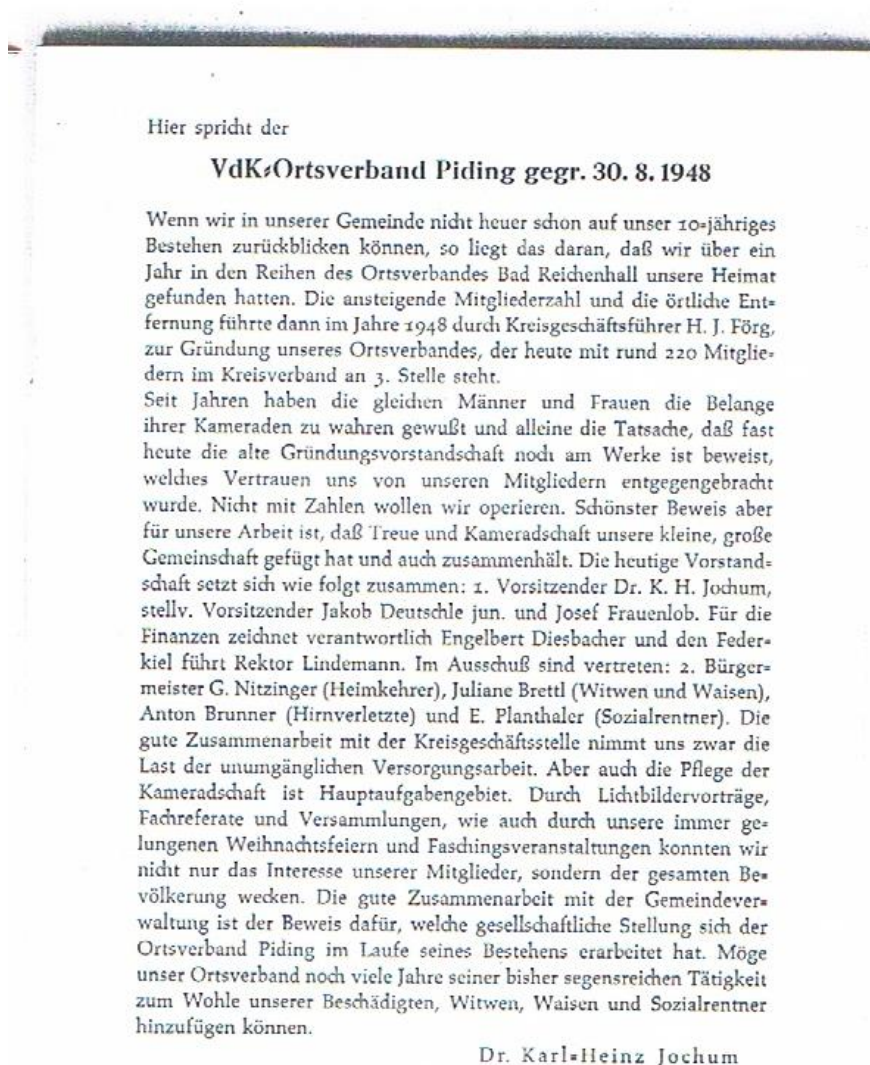 Hier spricht der
VdK-Ortsverband Piding gegr. 30. 8. 1948
Wenn wir in unserer Gemeinde nicht heuer schon auf unser 10-jähriges
Bestehen zurückblicken können, so liegt das daran, daß wir über ein
Jahr in den Reihen des Ortsverbandes Bad Reichenhall unsere Heimat
gefunden hatten. Die ansteigende Mitgliederzahl und die örtliche Ent-
fernung führte dann im Jahre 1948 durch Kreisgeschäftsführer H. J. Förg,
zur Gründung unseres Ortsverbandes, der heute mit rund 220 Mitglie-
dern im Kreisverband an 3. Stelle steht.
Seit Jahren haben die gleichen Männer und Frauen die Belange
ihrer Kameraden zu wahren gewußt und alleine die Tatsache, daß fast
heute die alte Gründungsvorstandschaft noch am Werke ist beweist,
welches Vertrauen uns von unseren Mitgliedern entgegengebracht
wurde. Nicht mit Zahlen wollen wir operieren. Schönster Beweis aber
für unsere Arbeit ist, daß Treue und Kameradschaft unsere kleine, große
Gemeinschaft gefügt hat und auch zusammenhält. Die heutige Vorstand-
schaft setzt sich wie folgt zusammen: 1. Vorsitzender Dr. K. H. Jochum,
stellv. Vorsitzender Jakob Deutschle jun. und Josef Frauenlob. Für die
Finanzen zeichnet verantwortlich Engelbert Diesbacher und den Feder-
kiel führt Rektor Lindemann. Im Ausschuß sind vertreten: 2. Bürger-
meister G. Nitzinger (Heimkehrer), Juliane Brettl (Witwen und Waisen),
Anton Brunner (Hirnverletzte) und E. Planthaler (Sozialrentner). Die
gute Zusammenarbeit mit der Kreisgeschäftsstelle nimmt uns zwar die
Last der unumgänglichen Versorgungsarbeit. Aber auch die Pflege der
Kameradschaft ist Hauptaufgabengebiet. Durch Lichtbildervorträge,
Fachreferate und Versammlungen, wie auch durch unsere immer ge-
lungenen Weihnachtsfeiern und Faschingsveranstaltungen konnten wir
nicht nur das Interesse unserer Mitglieder, sondern der gesamten Be-
völkerung wecken. Die gute Zusammenarbeit mit der Gemeindever-
waltung ist der Beweis dafür, welche gesellschaftliche Stellung sich der
Ortsverband Piding im Laufe seines Bestehens erarbeitet hat. Möge
unser Ortsverband noch viele Jahre seiner bisher segensreichen Tätigkeit
zum Wohle unserer Beschädigten, Witwen, Waisen und Sozialrentner
hinzufügen können.
Dr. Karl-Heinz Jochum